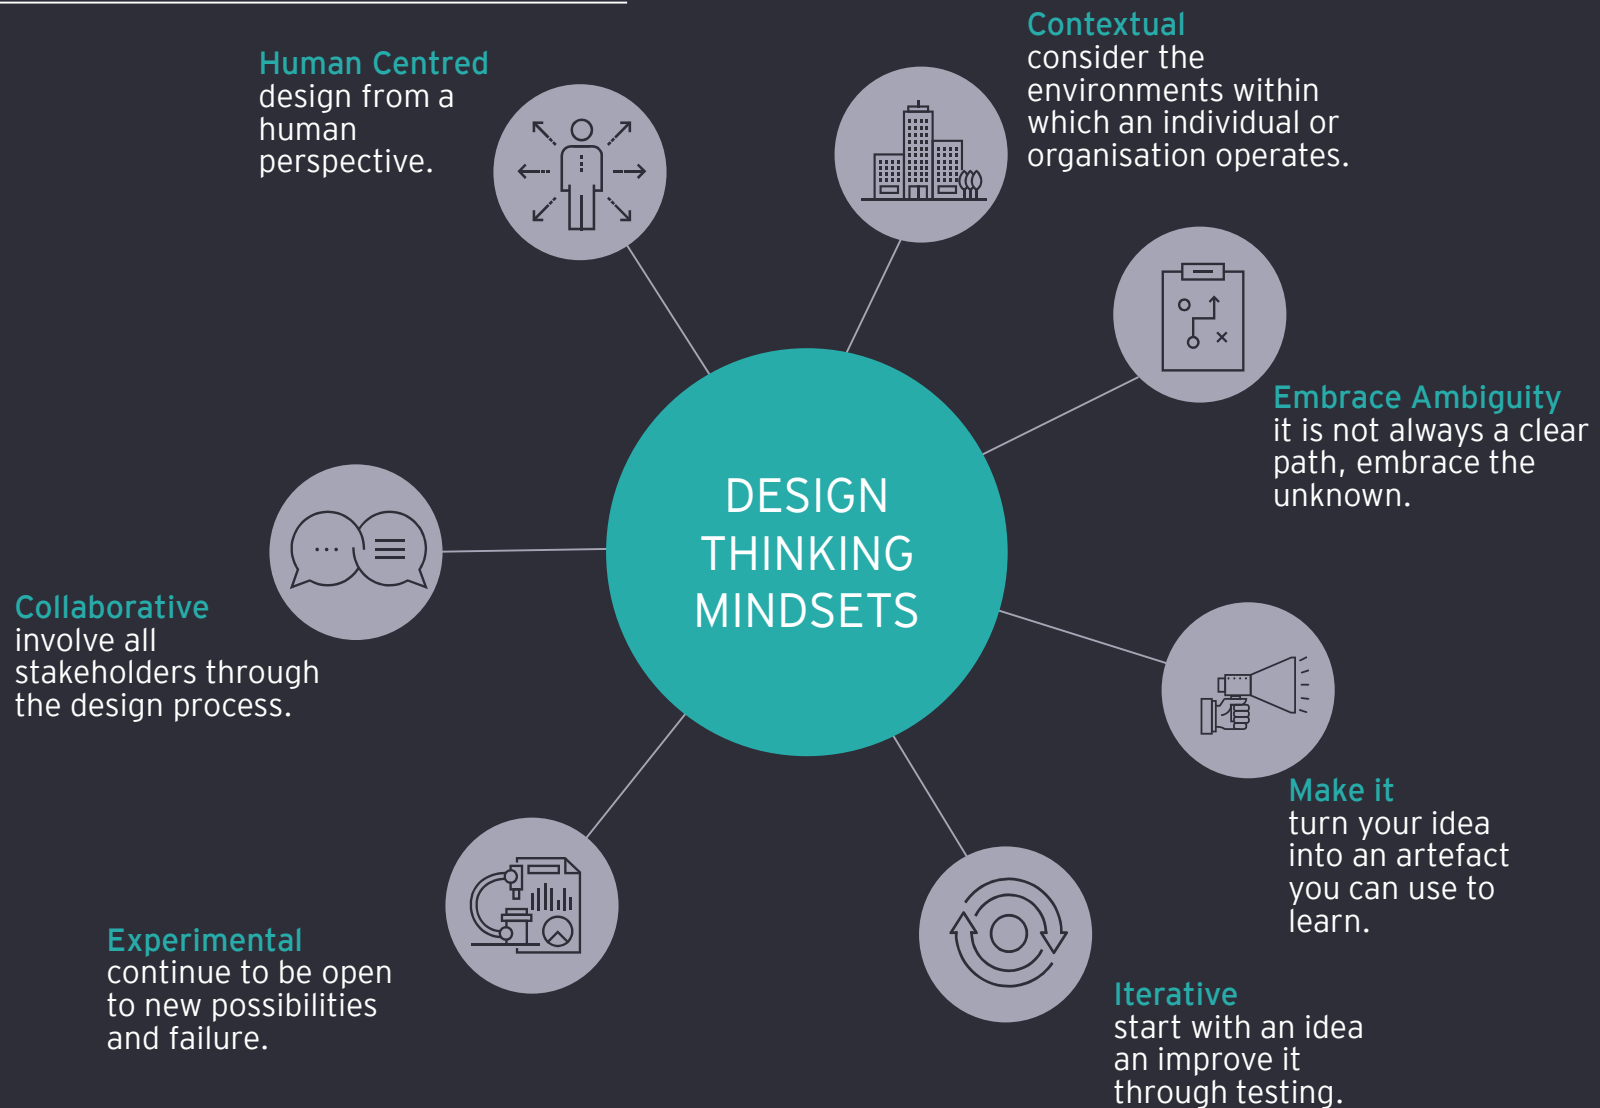 Human Centred
design from a
human
perspective.
Contextual
consider the
environments within
which an individual or
organisation operates.
Embrace Ambiguity
it is not always a clear
path, embrace the
unknown.
DESIGN
THINKING
MINDSETS
Collaborative
involve all
stakeholders through
the design process.
Make it
turn your idea
into an artefact
you can use to
learn.
Experimental
continue to be open
to new possibilities
and failure.
Iterative
start with an idea
an improve it
through testing.